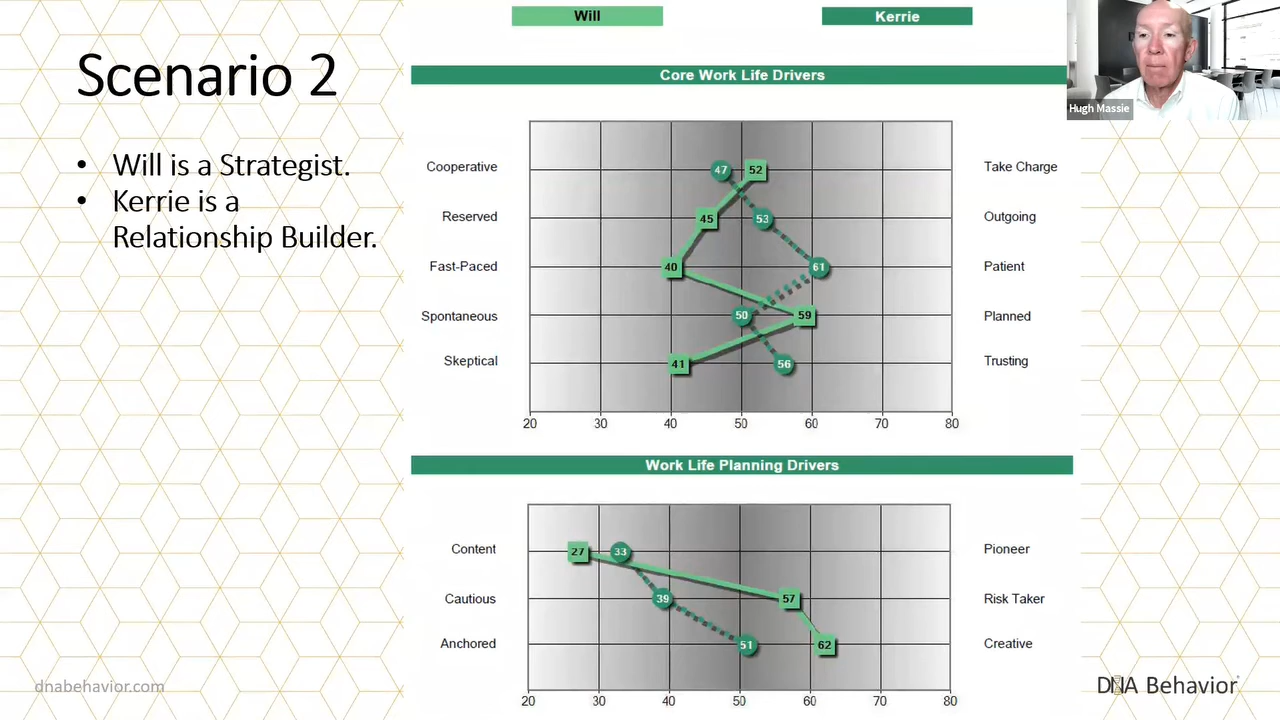 Will
Kerrie
Scenario 2
Core Work Life Drivers
Hugh Massie
• Will is a Strategist.
• Kerrie is a
Relationship Builder.
Cooperative 47 52 Take Charge
Reserved 45 53 Outgoing
Fast-Paced 40 61 Patient
Spontaneous 50 59 Planned
Skeptical 41 56 Trusting
20 30 40 50 60 70 80
Work Life Planning Drivers
Content 27 33 Pioneer
Cautious 39 57 Risk Taker
Anchored 51 62 Creative
20 30 40 50 60 70 80
dnabehavior.com
DNA Behavior